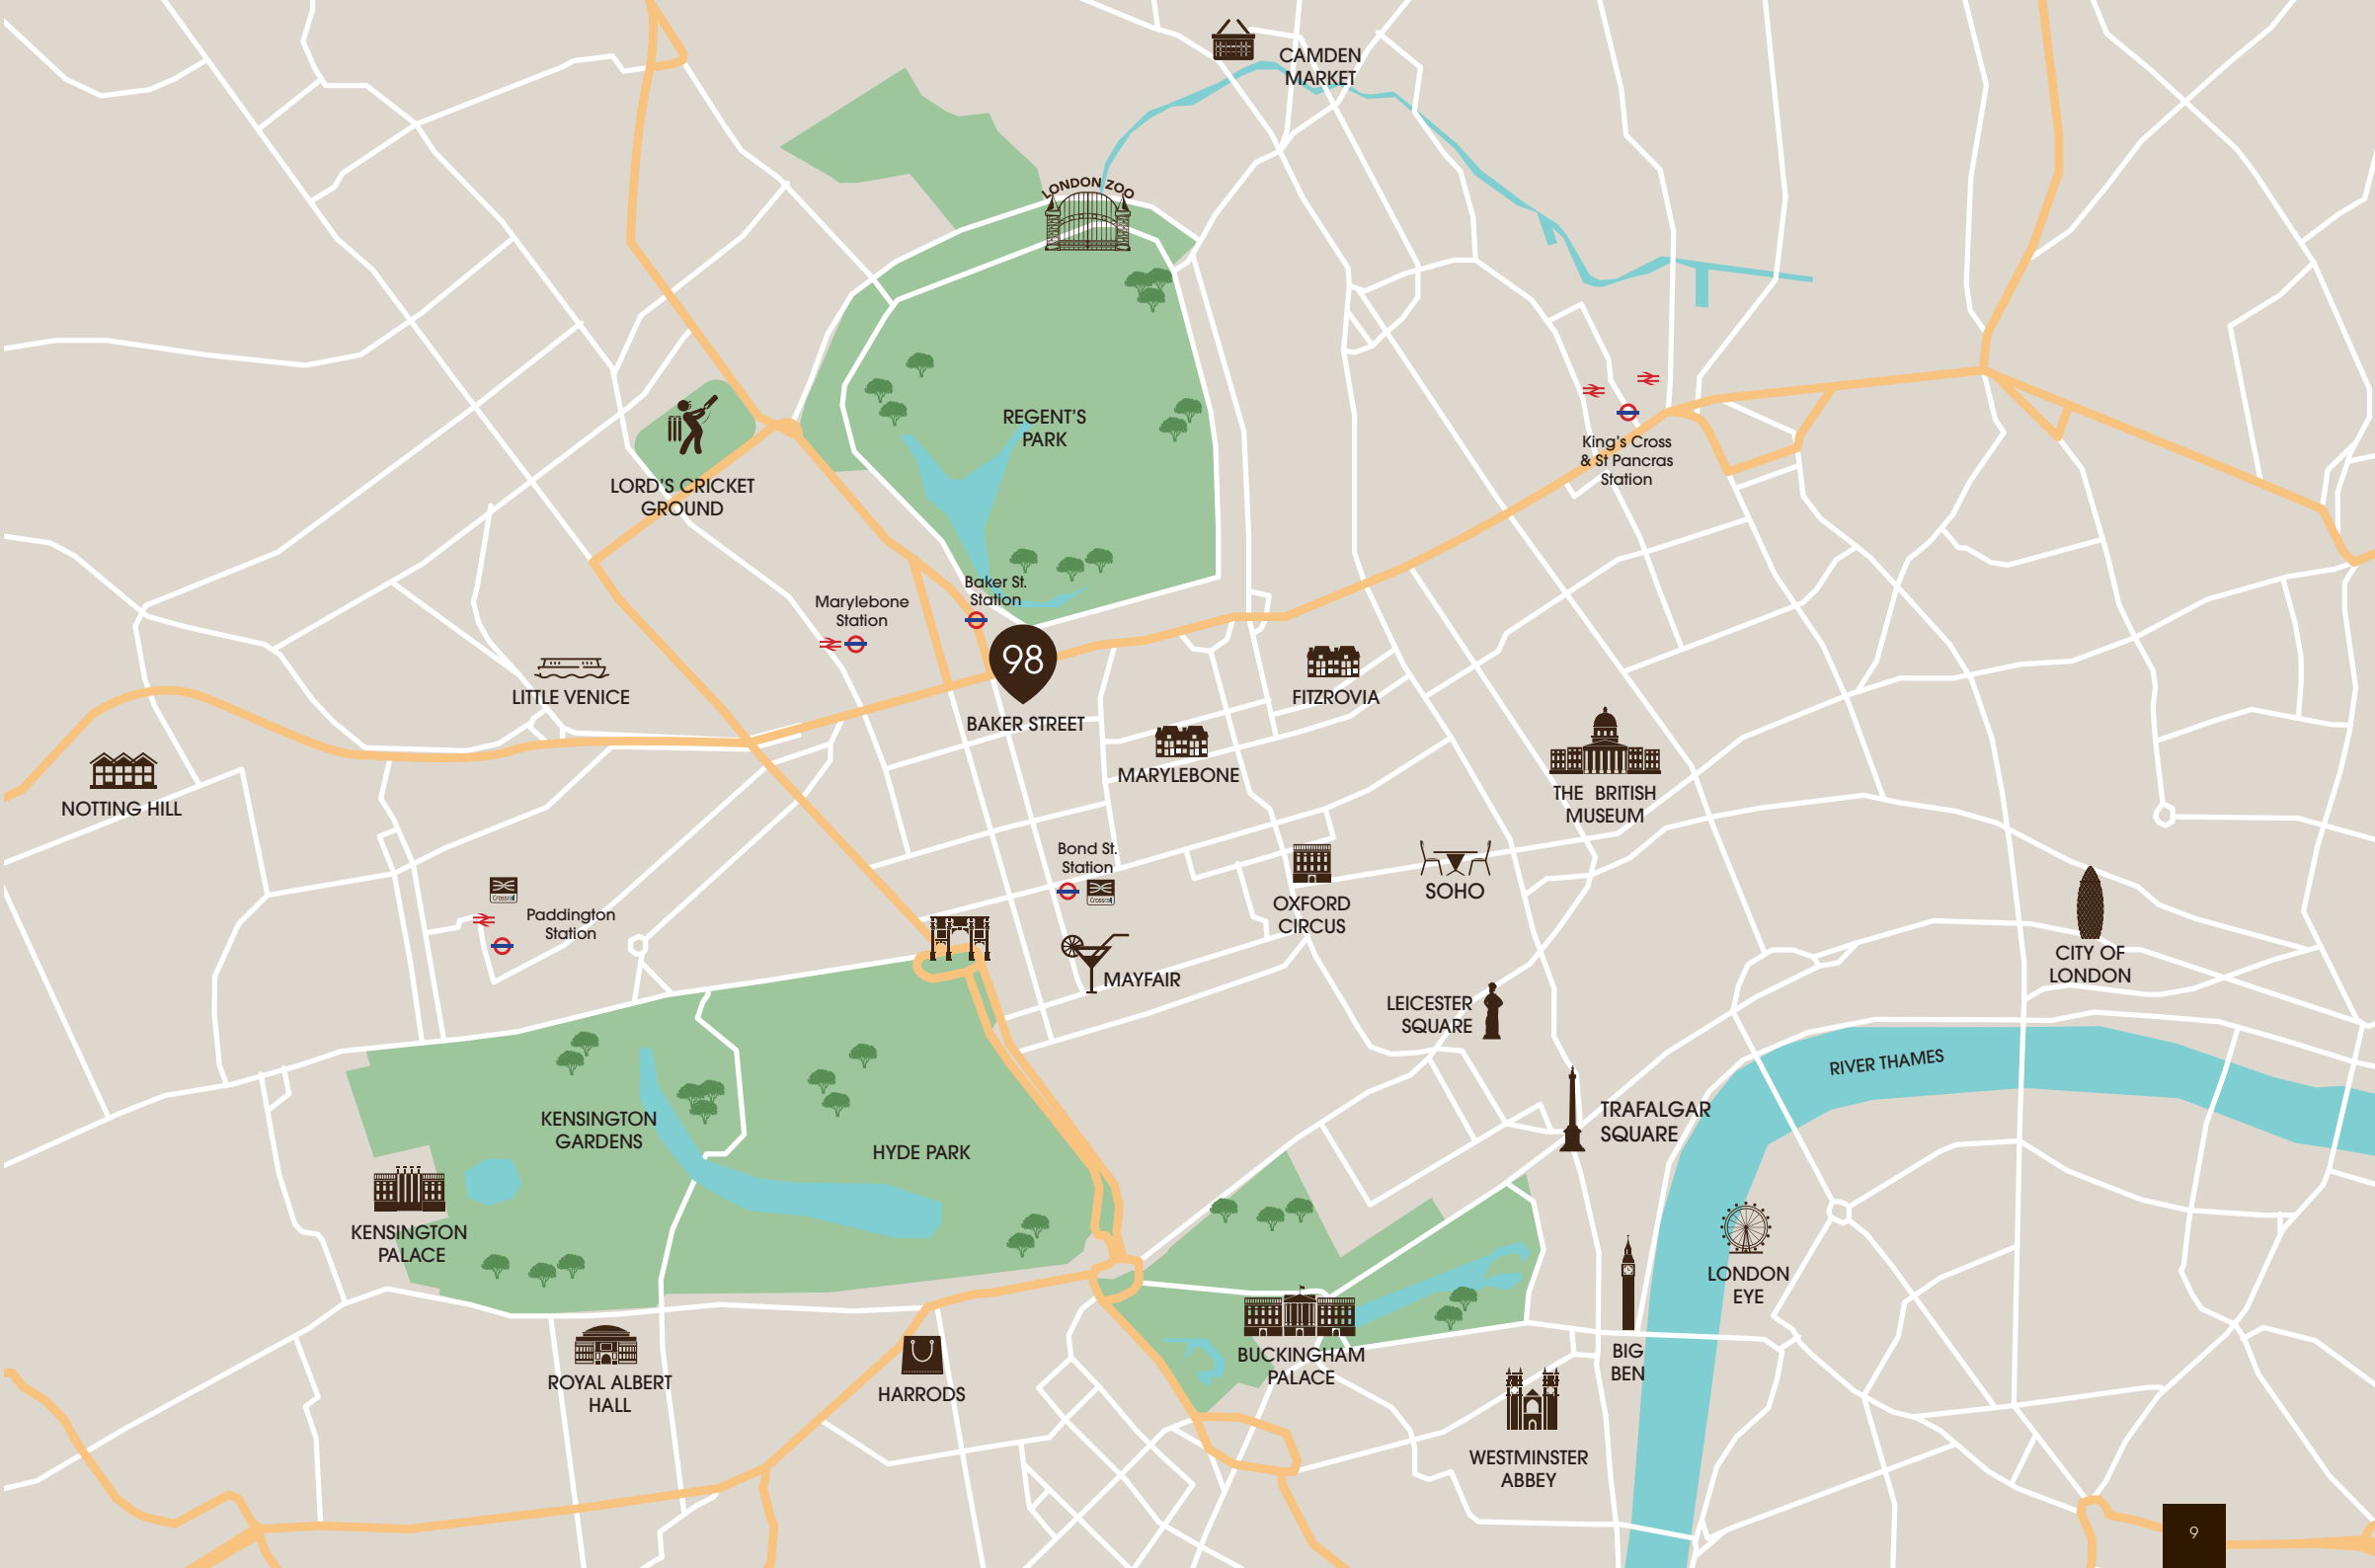 CAMDEN
MARKET
LONDON ZOO
REGENT'S
PARK
LORD'S CRICKET
GROUND
King's Cross
& St Pancras
Station
Baker St.
Station
Marylebone
Station
98
BAKER STREET
LITTLE VENICE
FITZROVIA
MARYLEBONE
NOTTING HILL
THE BRITISH
MUSEUM
Bond St.
Station
Crossrail
OXFORD
CIRCUS
SOHO
Crossrail
Paddington
Station
CITY OF
LONDON
MAYFAIR
LEICESTER
SQUARE
RIVER THAMES
TRAFALGAR
SQUARE
KENSINGTON
GARDENS
HYDE PARK
KENSINGTON
PALACE
LONDON
EYE
BIG
BEN
BUCKINGHAM
PALACE
ROYAL ALBERT
HALL
HARRODS
WESTMINSTER
ABBEY
9